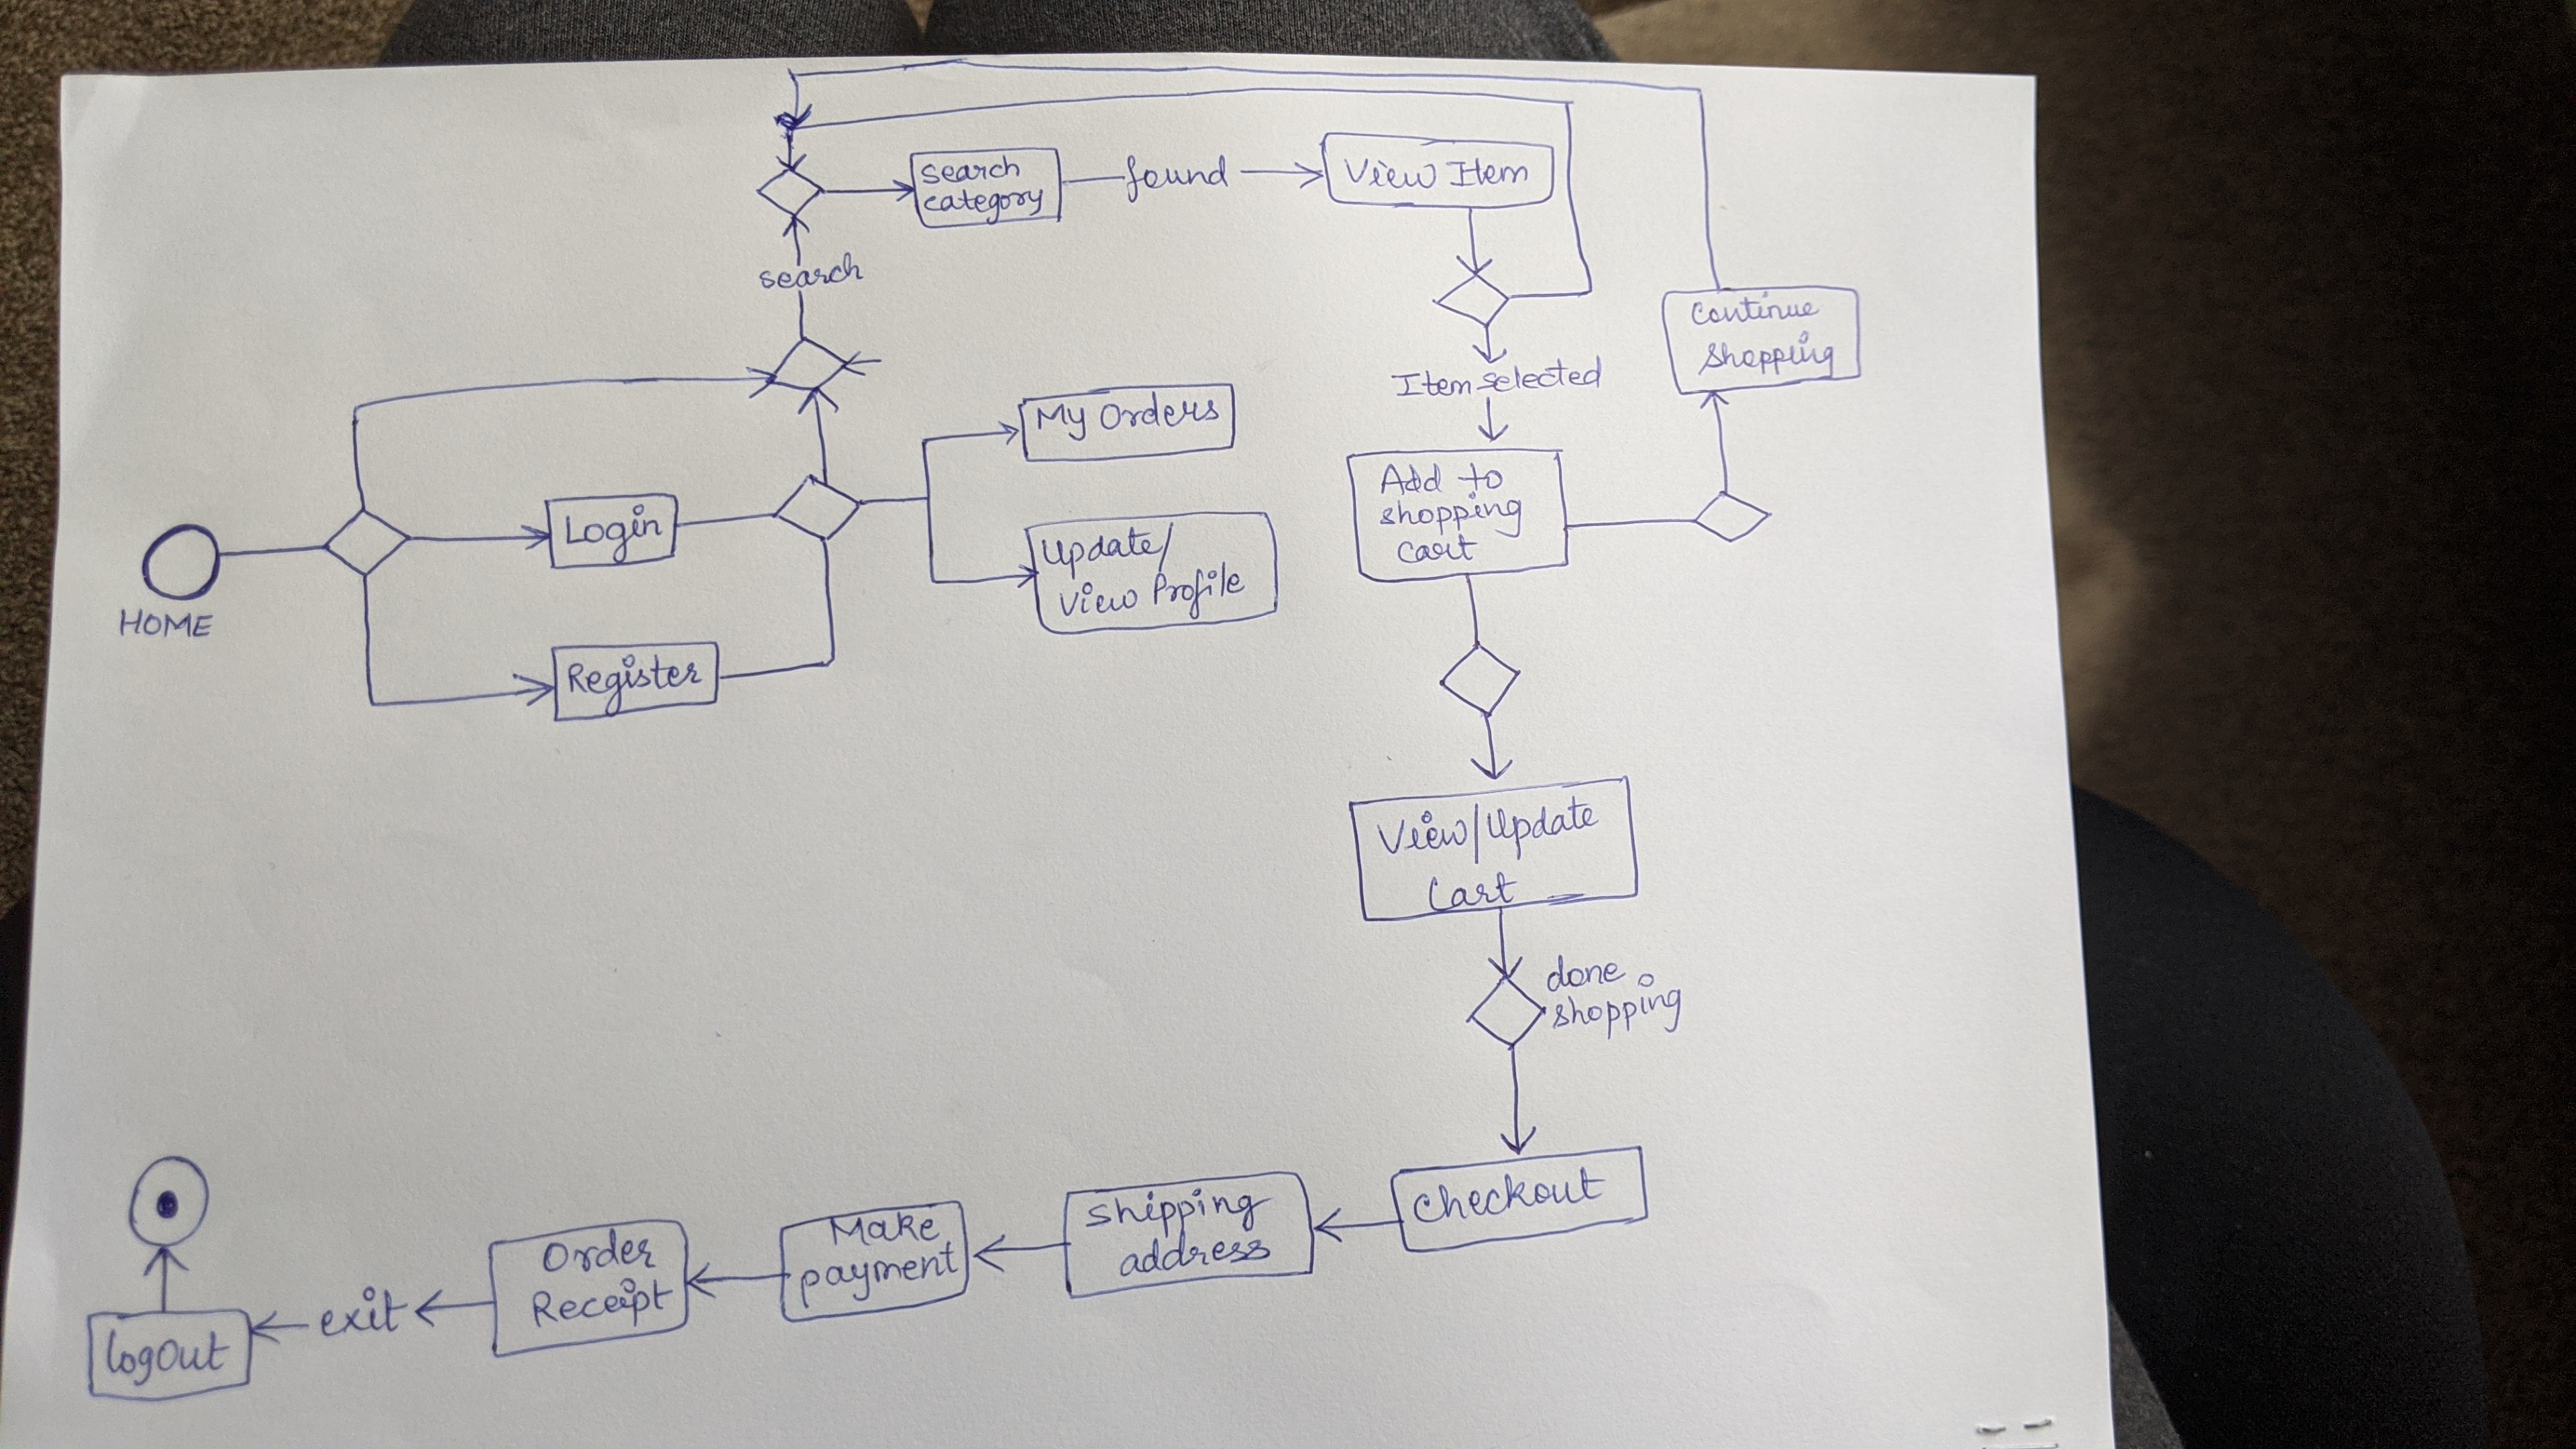 search
category
found
View Item
search
Continue
Shopping
Item selected
My Orders
Add to
shopping
cart
Login
Update/
View Profile
HOME
Register
View/Update
Cart
done
shopping
checkout
Shipping
address
Make
payment
Order
Receipt
exit
logOut